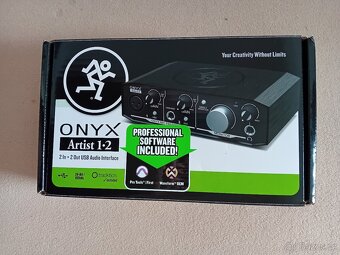 Your Creativity Without Limits
ONYX
Artist 1•2
2 In • 2 Out USB Audio Interface
PROFESSIONAL
SOFTWARE
INCLUDED!
Pro Tools | First
Waveform OEM